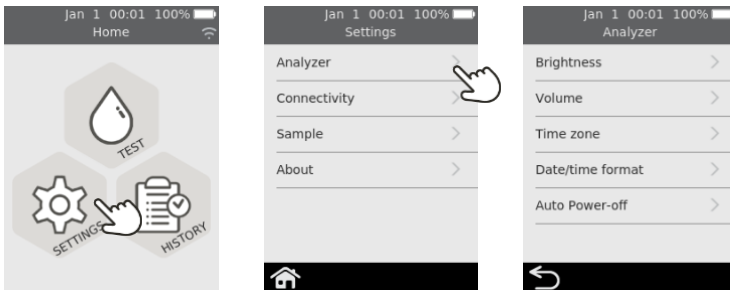 Jan 1 00:01 100%
Home
TEST
SETTINGS
HISTORY
Jan 1 00:01 100%
Settings
Analyzer
Connectivity
Sample
About
Jan 1 00:01 100%
Analyzer
Brightness
Volume
Time zone
Date/time format
Auto Power-off